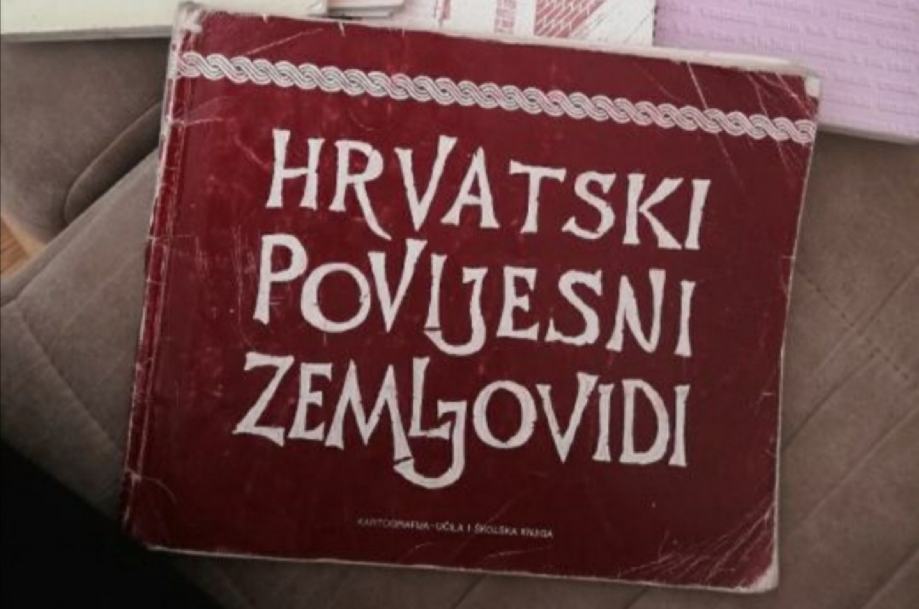 HRVATSKI
POVIJESNI
ZEMLJOVIDI
KARTOGRAFIJA-UČILA I ŠKOLSKA KNJIGA